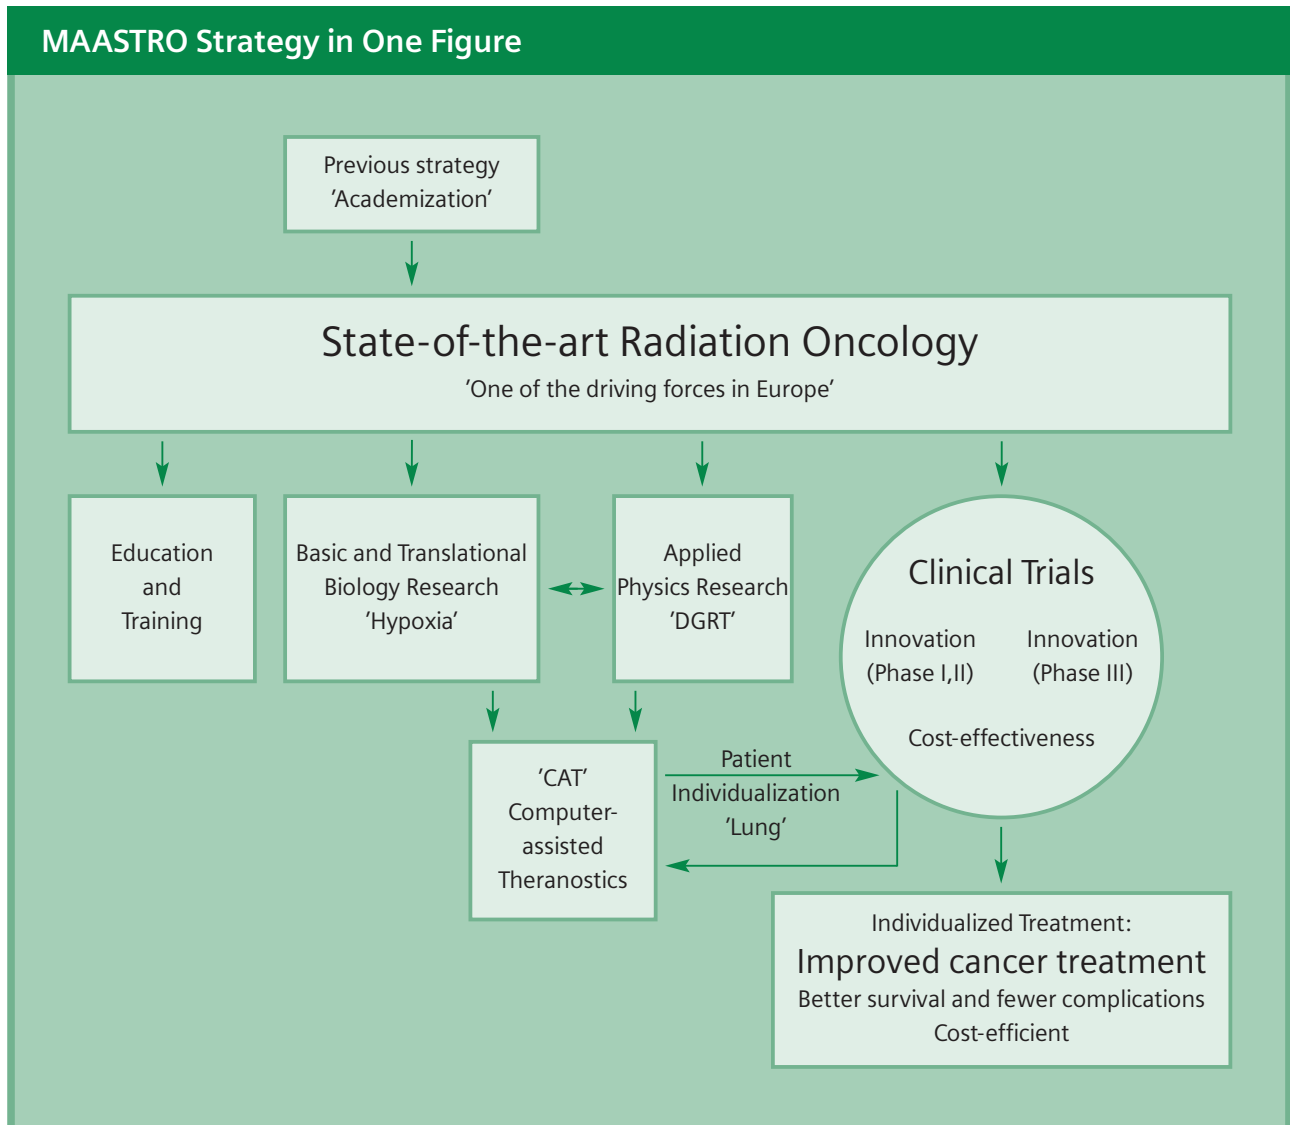 MAASTRO Strategy in One Figure
Previous strategy
'Academization'
State-of-the-art Radiation Oncology
'One of the driving forces in Europe'
Education
and
Training
Basic and Translational
Biology Research
'Hypoxia'
Applied
Physics Research
'DGRT'
Clinical Trials
Innovation
(Phase I,II)
Innovation
(Phase III)
Cost-effectiveness
'CAT'
Computer-
assisted
Theranostics
Patient
Individualization
'Lung'
Individualized Treatment:
Improved cancer treatment
Better survival and fewer complications
Cost-efficient